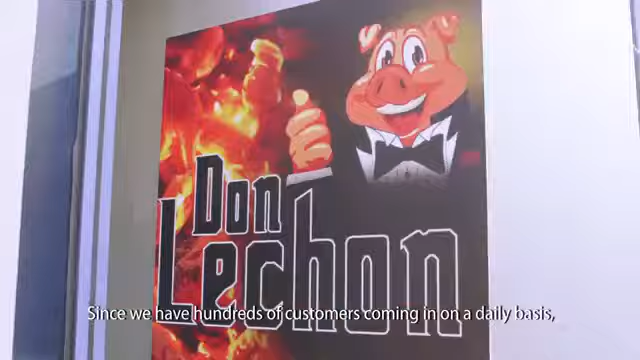 Don
Lechon
Since we have hundreds of customers coming in on a daily basis,